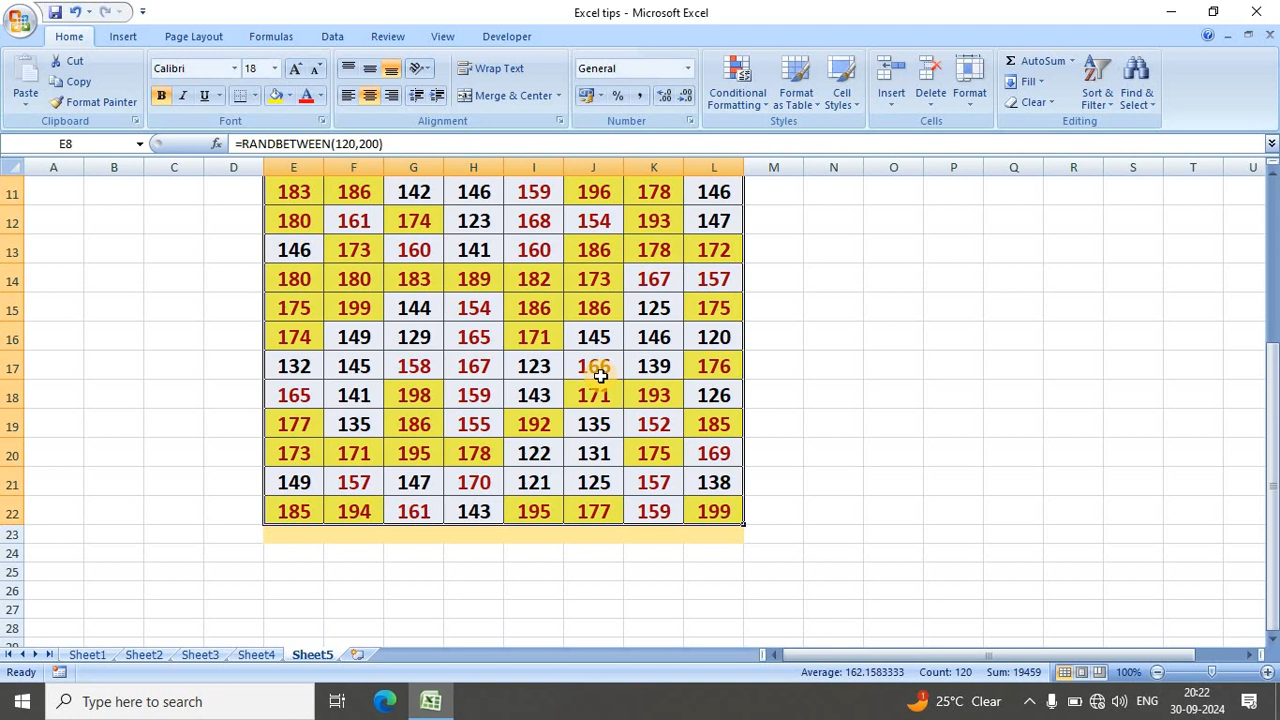 Excel tips - Microsoft Excel
Home Insert Page Layout Formulas Data Review View Developer
Paste Cut Copy Format Painter Clipboard
Calibri 18 A A B I U A Font
Wrap Text Merge & Center Alignment
General % , Number
Conditional Formatting Format as Table Cell Styles Styles
Insert Delete Format Cells
Σ AutoSum Fill Clear Sort & Filter Find & Select Editing
E8 fx =RANDBETWEEN(120,200)
A B C D E F G H I J K L M N O P Q R S T U
11 183 186 142 146 159 196 178 146
12 180 161 174 123 168 154 193 147
13 146 173 160 141 160 186 178 172
14 180 180 183 189 182 173 167 157
15 175 199 144 154 186 186 125 175
16 174 149 129 165 171 145 146 120
17 132 145 158 167 123 166 139 176
18 165 141 198 159 143 171 193 126
19 177 135 186 155 192 135 152 185
20 173 171 195 178 122 131 175 169
21 149 157 147 170 121 125 157 138
22 185 194 161 143 195 177 159 199
23
24
25
26
27
28
Sheet1 Sheet2 Sheet3 Sheet4 Sheet5
Ready Average: 162.1583333 Count: 120 Sum: 19459 100%
Type here to search 25°C Clear ENG 20:22
30-09-2024